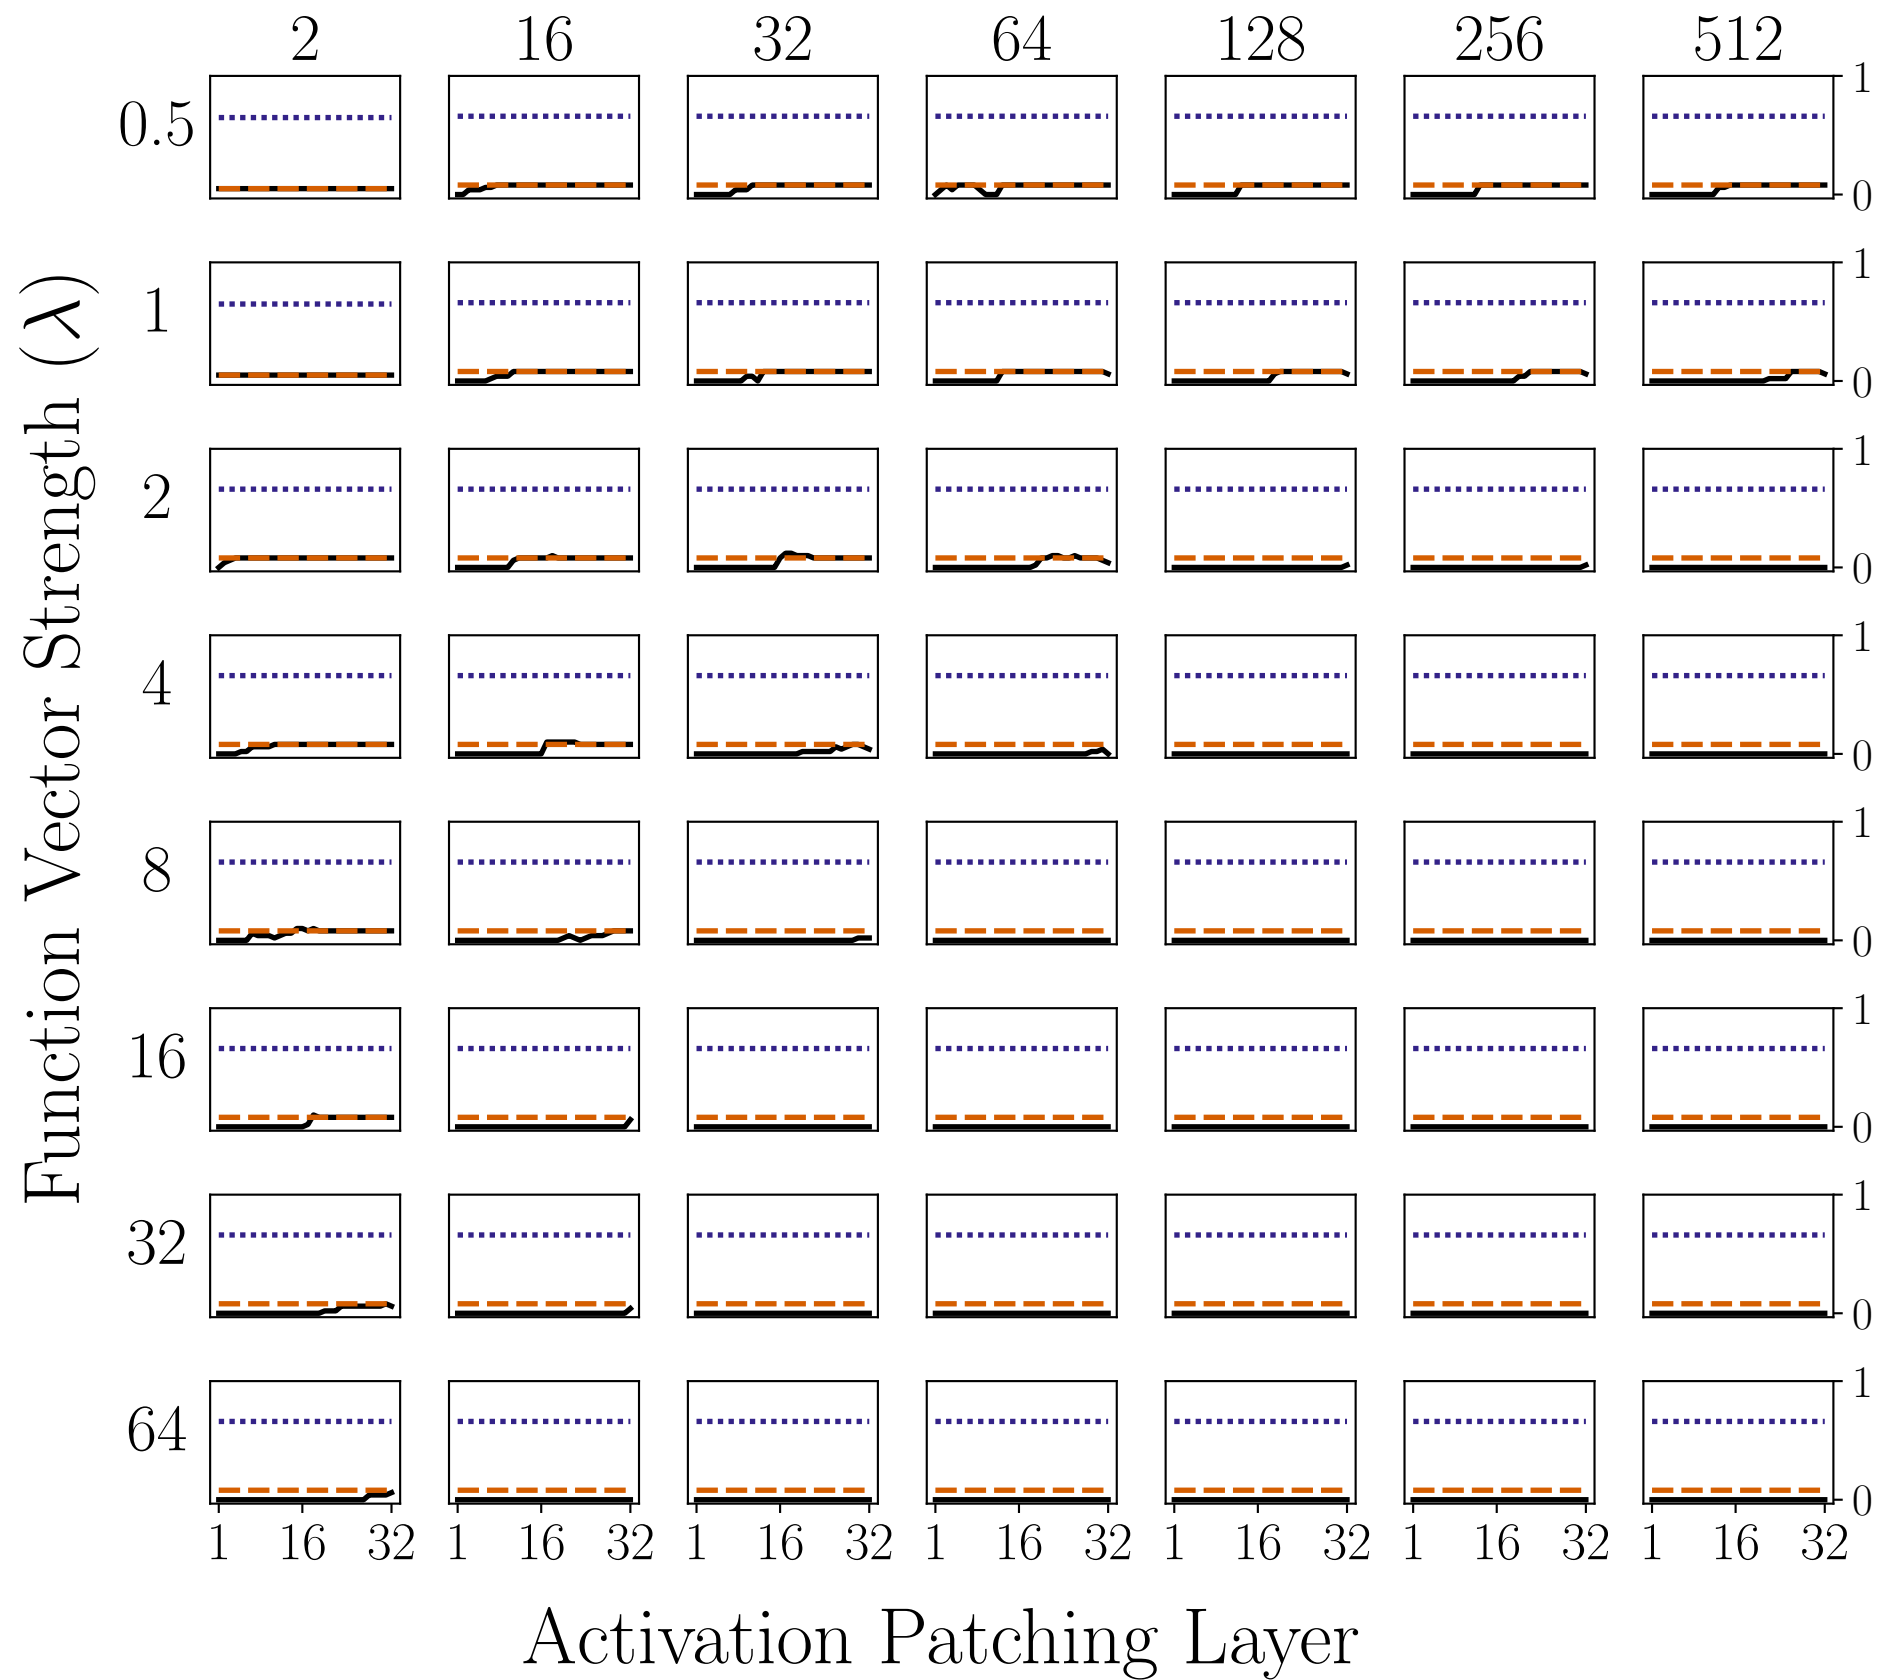 2 16 32 64 128 256 512
0.5 1 0
1 1 0
2 1 0
4 1 0
8 1 0
16 1 0
32 1 0
64 1 0
1 16 32 1 16 32 1 16 32 1 16 32 1 16 32 1 16 32 1 16 32
Function Vector Strength (λ)
Activation Patching Layer